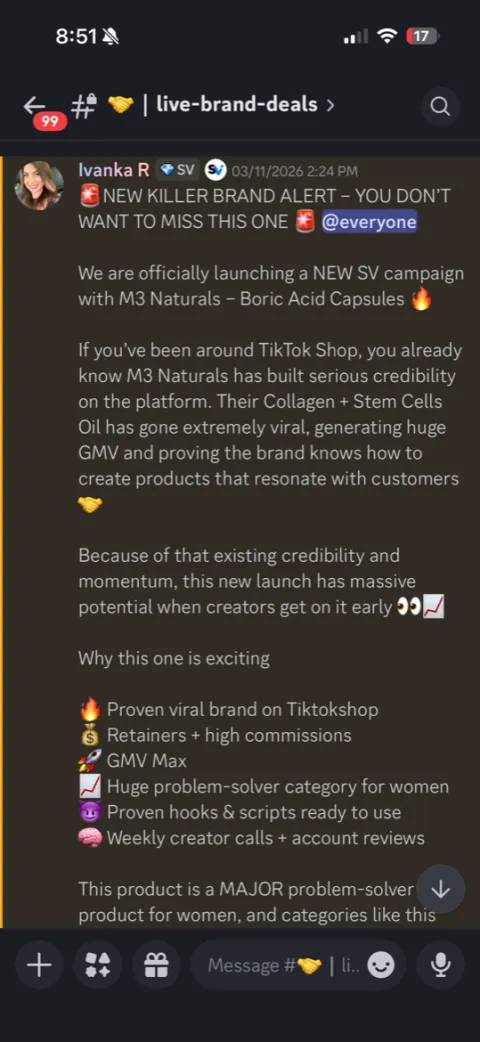 8:51
17
99
# 🤝 | live-brand-deals >
Ivanka R 💎 SV SV 03/11/2026 2:24 PM
🚨NEW KILLER BRAND ALERT – YOU DON'T
WANT TO MISS THIS ONE 🚨 @everyone
We are officially launching a NEW SV campaign
with M3 Naturals – Boric Acid Capsules 🔥
If you've been around TikTok Shop, you already
know M3 Naturals has built serious credibility
on the platform. Their Collagen + Stem Cells
Oil has gone extremely viral, generating huge
GMV and proving the brand knows how to
create products that resonate with customers
🤝
Because of that existing credibility and
momentum, this new launch has massive
potential when creators get on it early 👀📈
Why this one is exciting
🔥 Proven viral brand on Tiktokshop
💰 Retainers + high commissions
🚀 GMV Max
📈 Huge problem-solver category for women
😈 Proven hooks & scripts ready to use
🧠 Weekly creator calls + account reviews
This product is a MAJOR problem-solver
product for women, and categories like this
Message #🤝 | li..